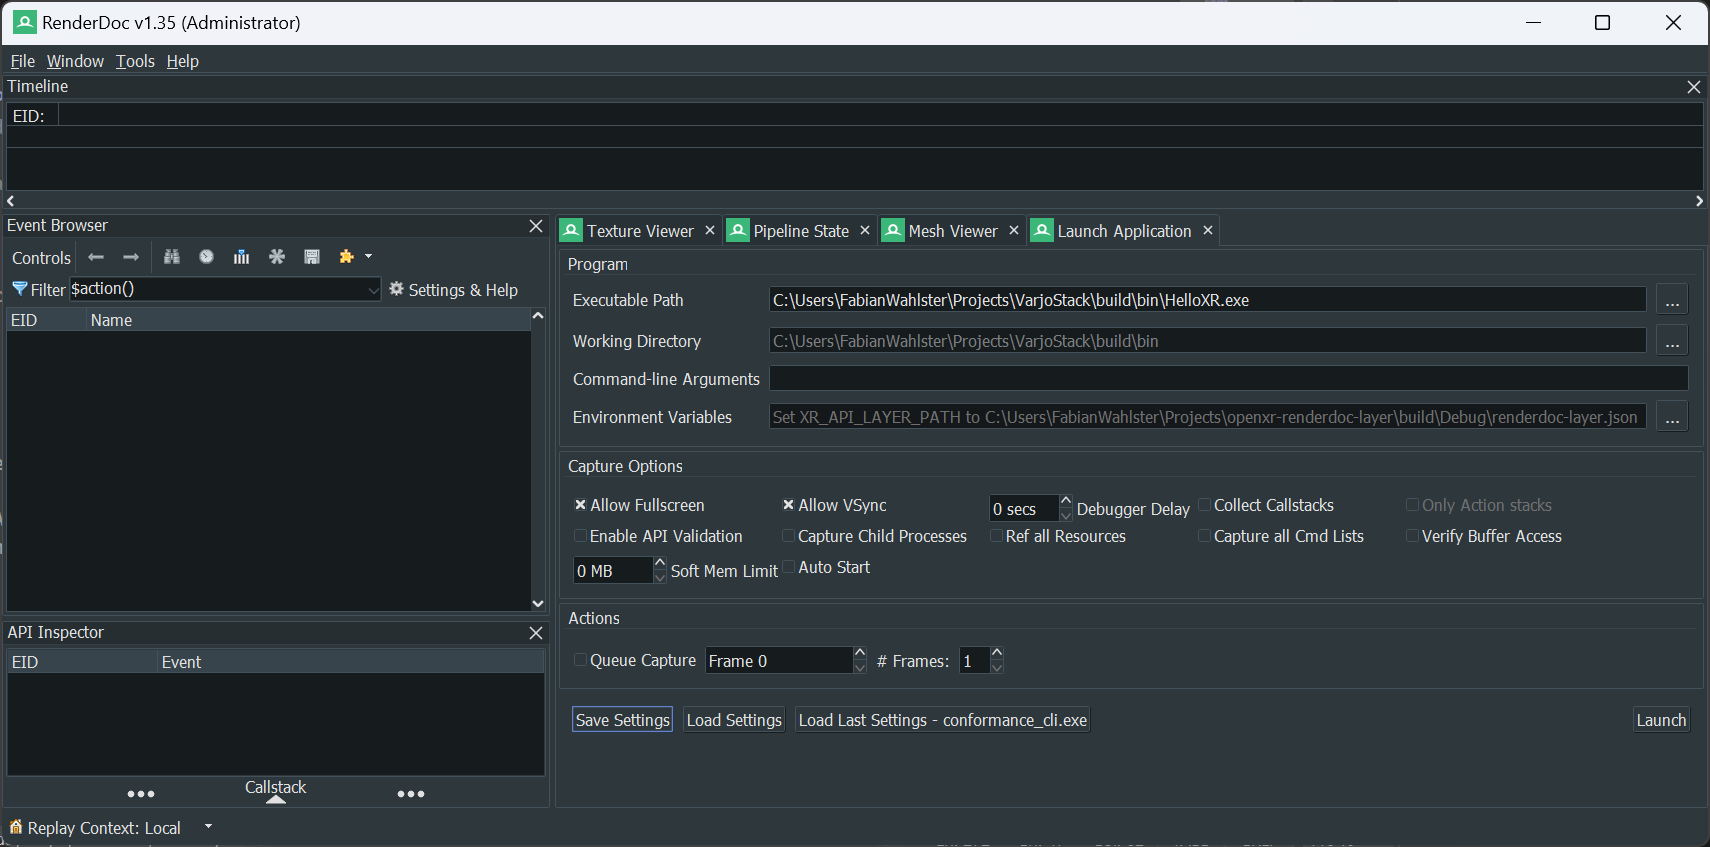 RenderDoc v1.35 (Administrator)
File Window Tools Help
Timeline
EID:
Event Browser
Controls
Filter $action() Settings & Help
EID Name
API Inspector
EID Event
Callstack
Texture Viewer Pipeline State Mesh Viewer Launch Application
Program
Executable Path C:\Users\FabianWahlster\Projects\VarjoStack\build\bin\HelloXR.exe ...
Working Directory C:\Users\FabianWahlster\Projects\VarjoStack\build\bin ...
Command-line Arguments
Environment Variables Set XR_API_LAYER_PATH to C:\Users\FabianWahlster\Projects\openxr-renderdoc-layer\build\Debug\renderdoc-layer.json ...
Capture Options
Allow Fullscreen Allow VSync 0 secs Debugger Delay Collect Callstacks Only Action stacks
Enable API Validation Capture Child Processes Ref all Resources Capture all Cmd Lists Verify Buffer Access
0 MB Soft Mem Limit Auto Start
Actions
Queue Capture Frame 0 # Frames: 1
Save Settings Load Settings Load Last Settings - conformance_cli.exe Launch
Replay Context: Local